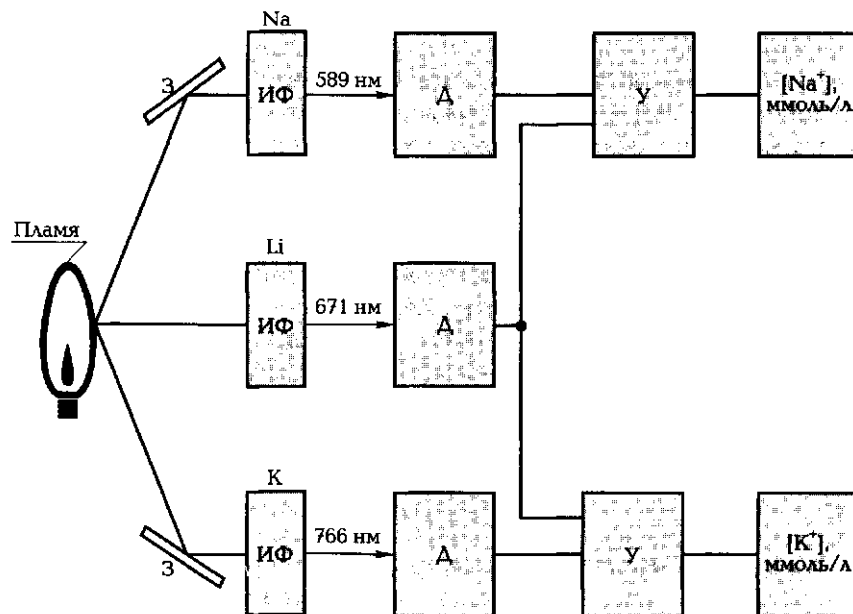 Na
З
ИФ
589 нм
Д
У
[Na⁺],
ммоль/л
Пламя
Li
ИФ
671 нм
Д
K
З
ИФ
766 нм
Д
У
[K⁺],
ммоль/л